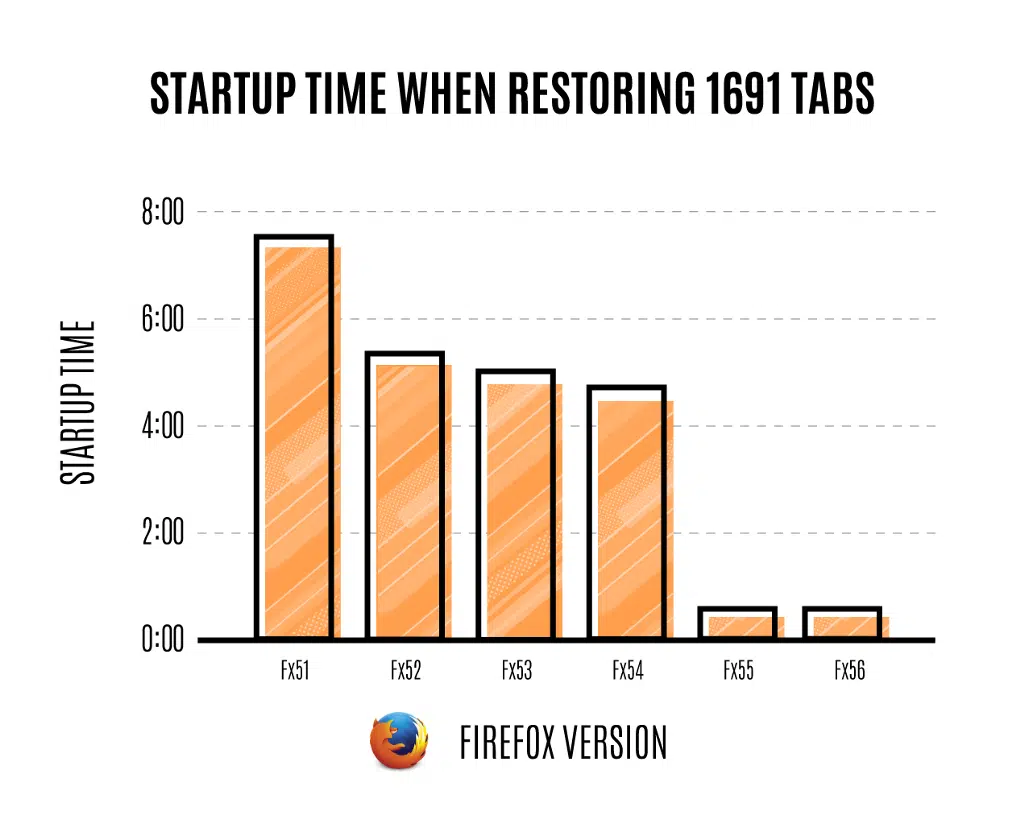 STARTUP TIME WHEN RESTORING 1691 TABS
STARTUP TIME
8:00
6:00
4:00
2:00
0:00
Fx51 Fx52 Fx53 Fx54 Fx55 Fx56
FIREFOX VERSION